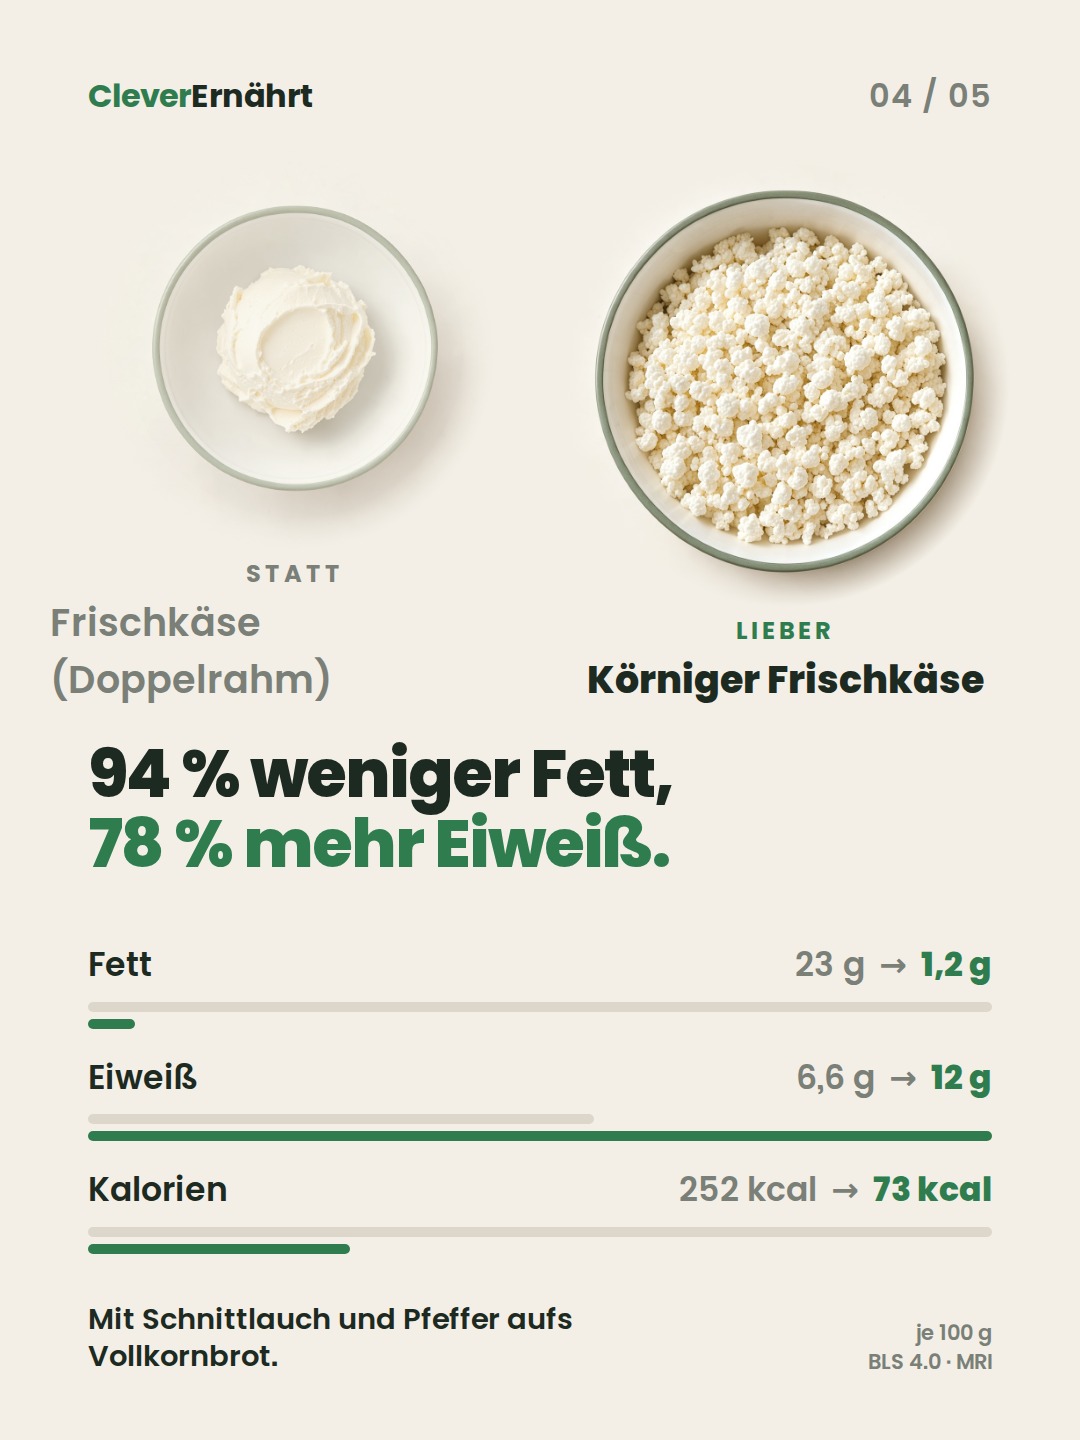 CleverErnährt
04 / 05
STATT
Frischkäse
(Doppelrahm)
LIEBER
Körniger Frischkäse
94 % weniger Fett,
78 % mehr Eiweiß.
Fett
23 g → 1,2 g
Eiweiß
6,6 g → 12 g
Kalorien
252 kcal → 73 kcal
Mit Schnittlauch und Pfeffer aufs
Vollkornbrot.
je 100 g
BLS 4.0 · MRI